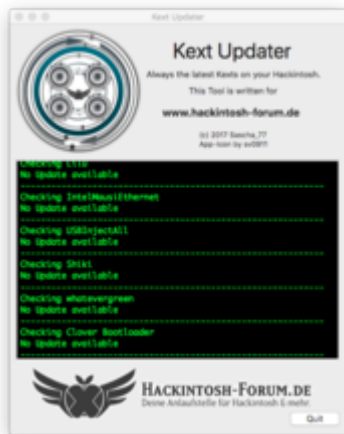 Kext Updater
Kext Updater
Always the latest Kexts on your Hackintosh.
This Tool is written for
www.hackintosh-forum.de
(c) 2017 Sascha_77
App-Icon by
Checking Lilu
No Update available
Checking IntelMausiEthernet
No Update available
Checking USBInjectAll
No Update available
Checking Shiki
No Update available
Checking whatevergreen
No Update available
Checking Clover Bootloader
No Update available
HACKINTOSH-FORUM.DE
Deine Anlaufstelle für Hackintosh & mehr.
Quit